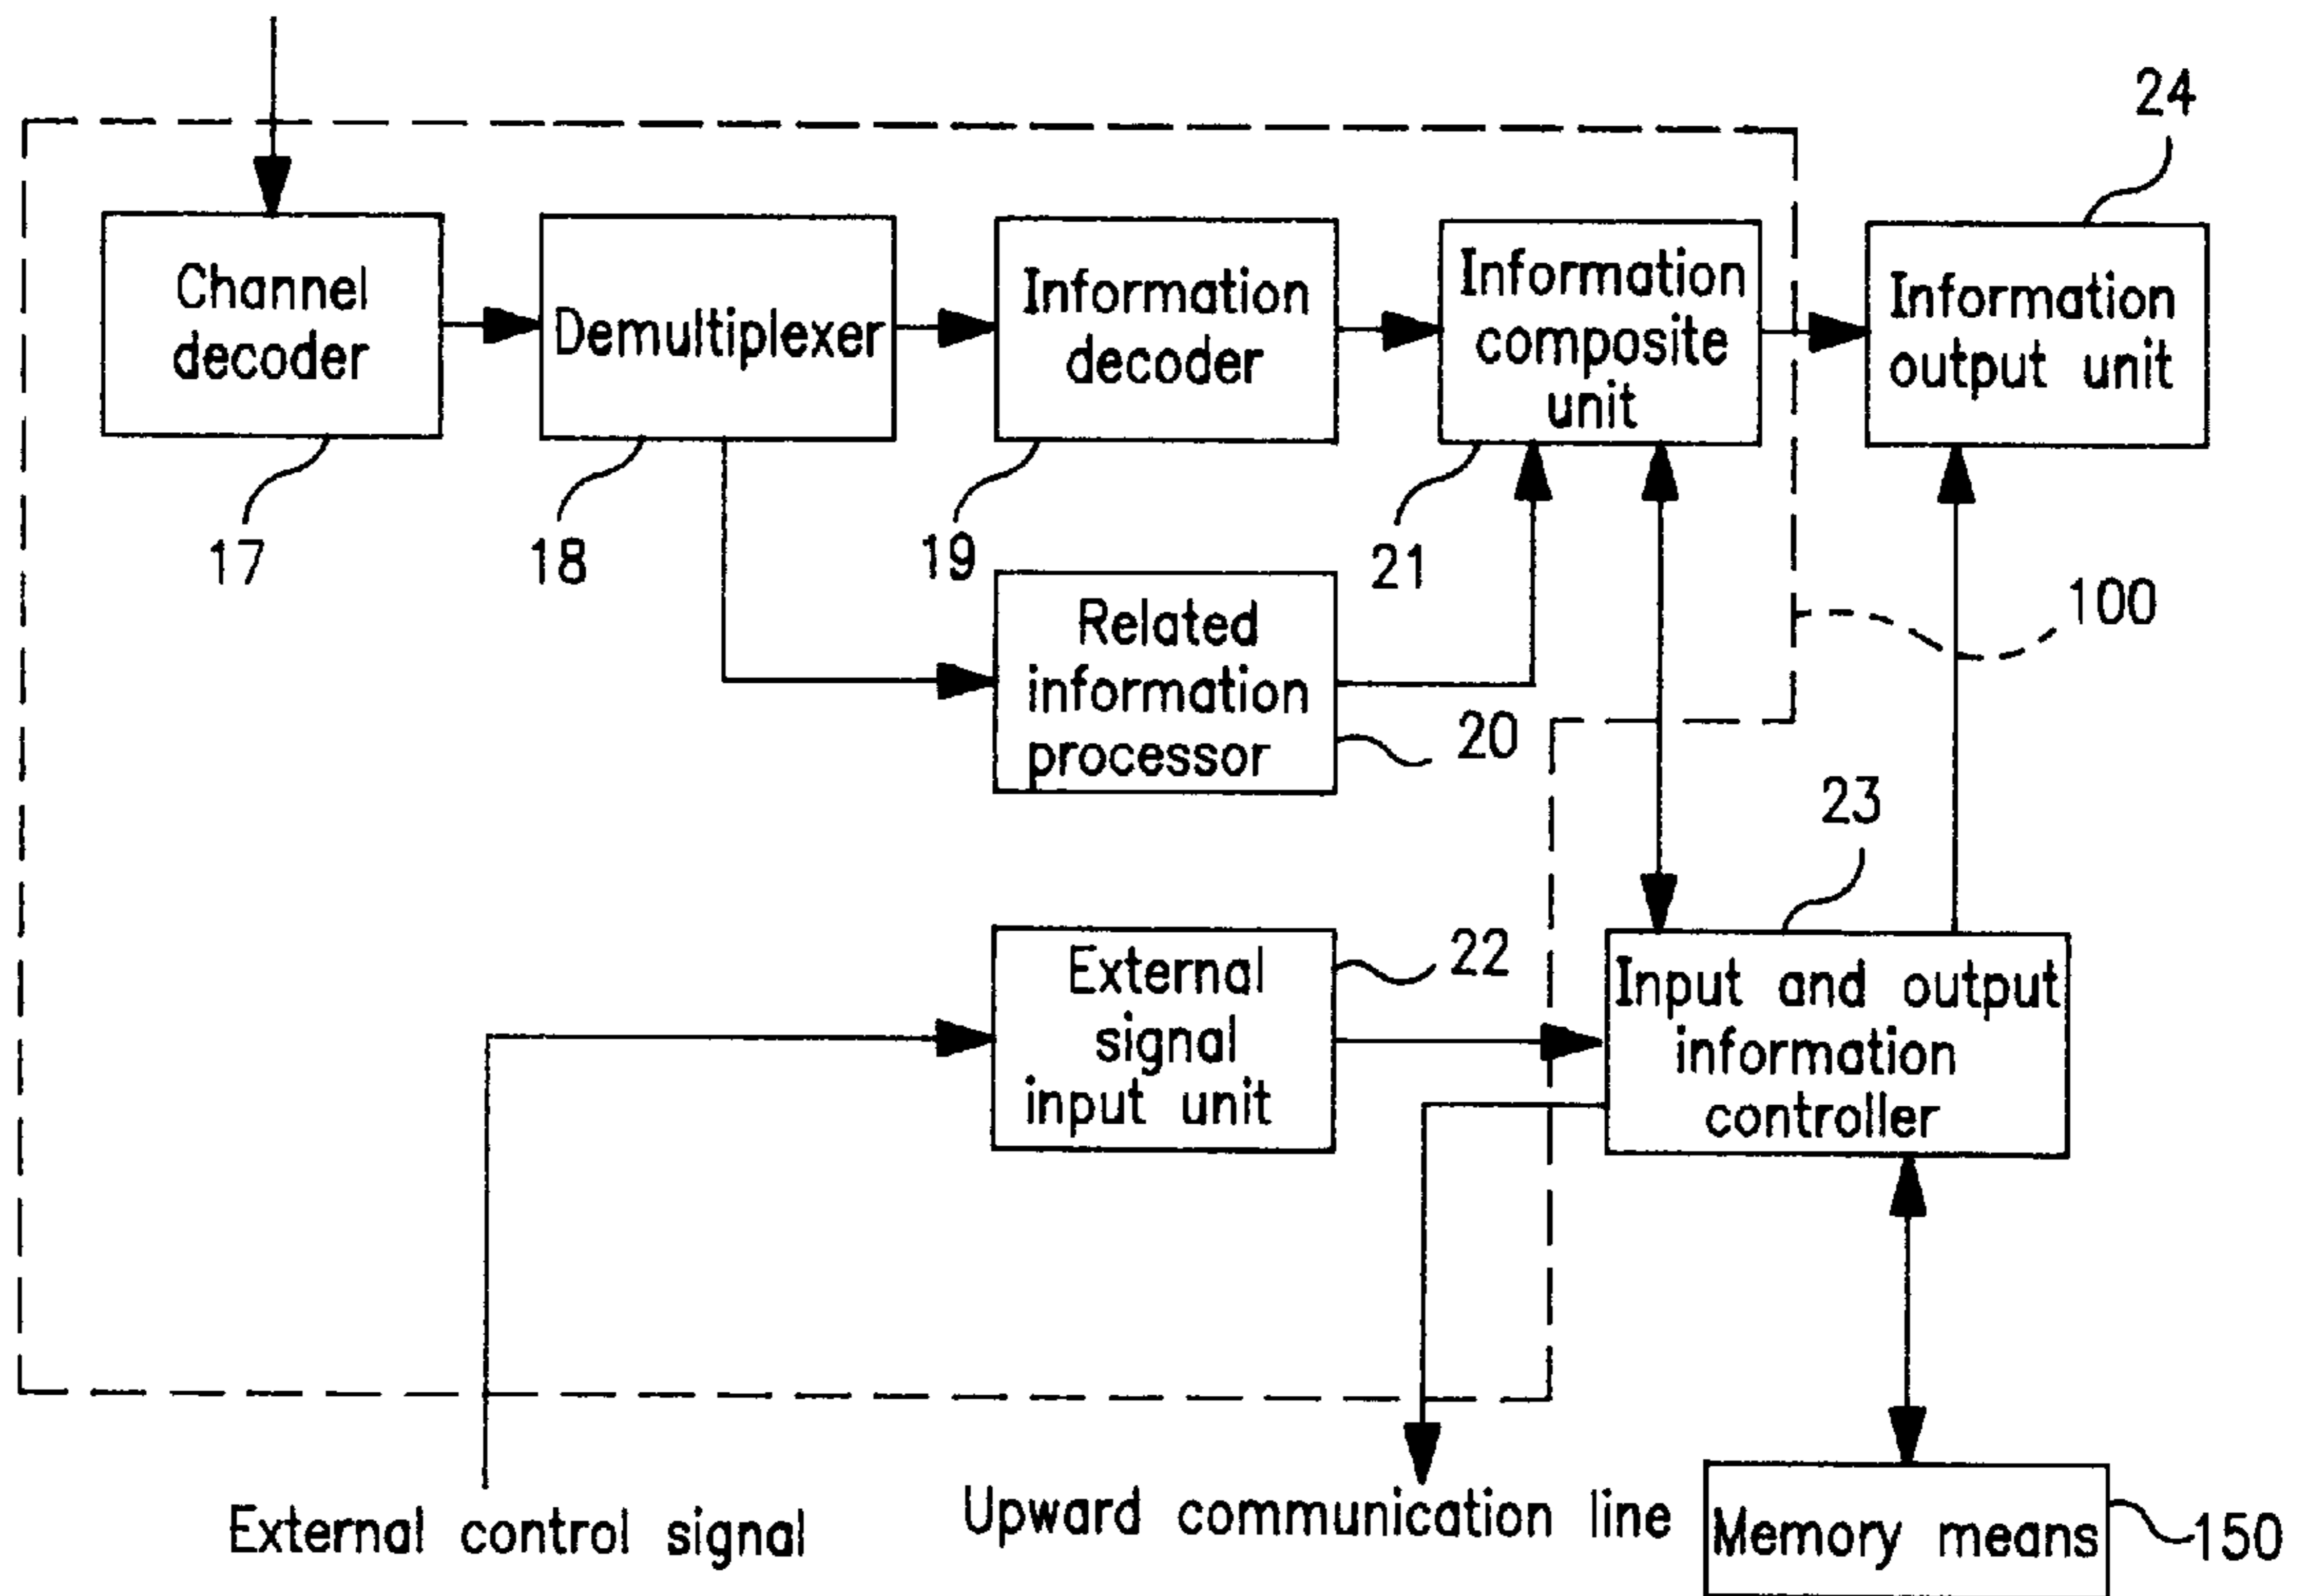 24
Channel
decoder
Demultiplexer
Information
decoder
Information
composite
unit
Information
output unit
17
18
19
21
100
Related
information
processor
20
23
External
signal
input unit
22
Input and output
information
controller
External control signal
Upward communication line
Memory means
150